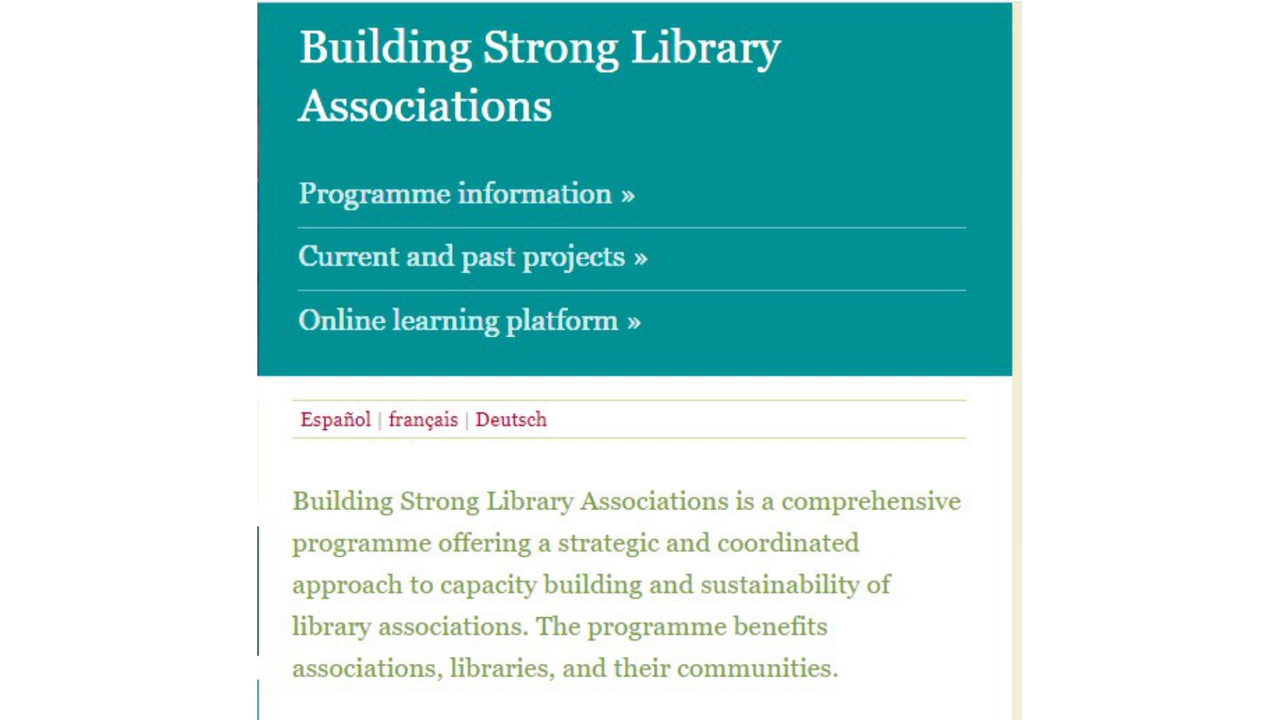 Building Strong Library
Associations
Programme information »
Current and past projects »
Online learning platform »
Español | français | Deutsch
Building Strong Library Associations is a comprehensive
programme offering a strategic and coordinated
approach to capacity building and sustainability of
library associations. The programme benefits
associations, libraries, and their communities.